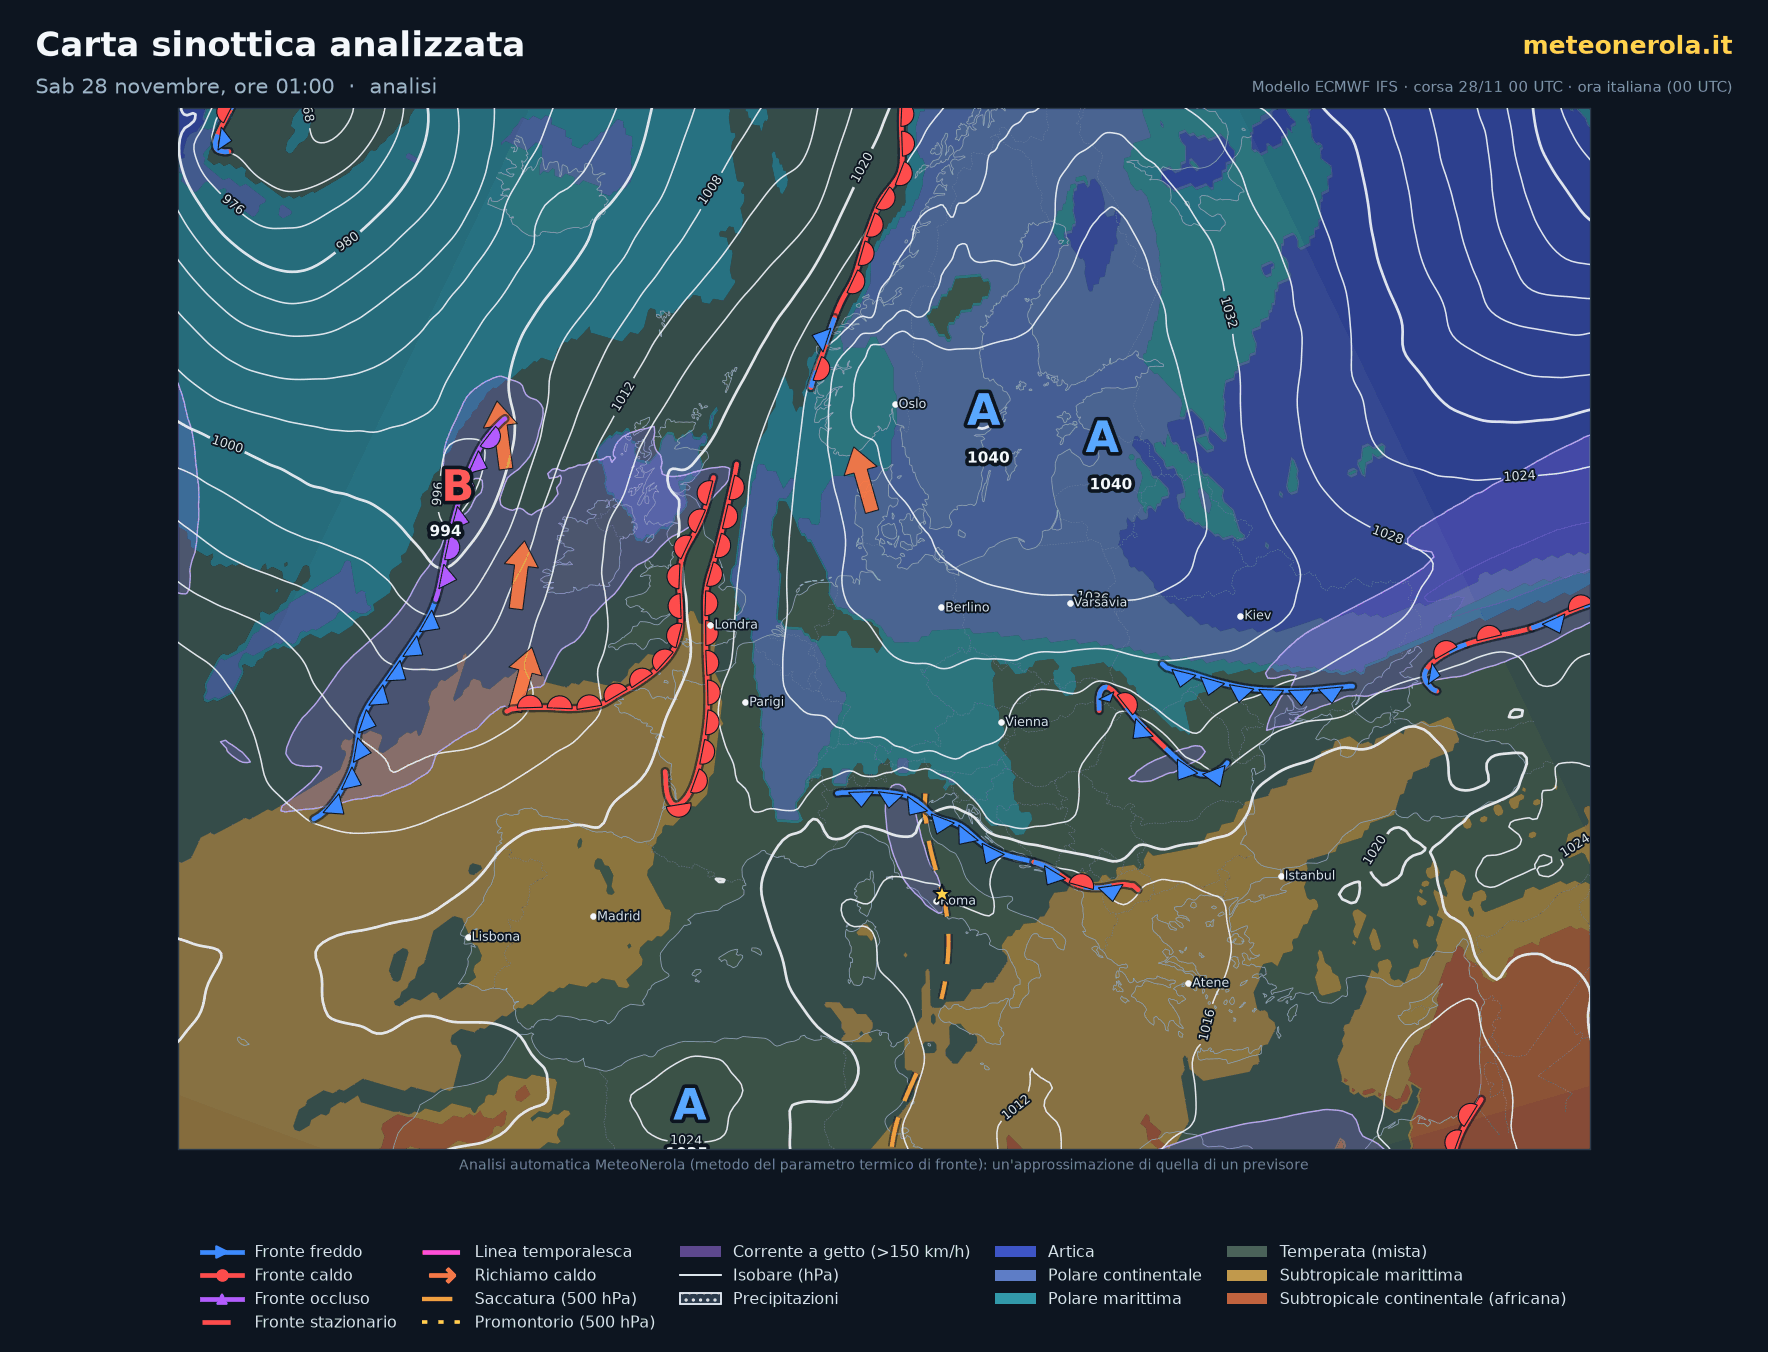 Carta sinottica analizzata
meteonerola.it
Sab 28 novembre, ore 01:00 · analisi
Modello ECMWF IFS · corsa 28/11 00 UTC · ora italiana (00 UTC)
1020
1008
976
980
1032
1012
1000
Oslo
A
1040
A
1040
996
B
994
1024
1028
1036
Berlino
Varsavia
Kiev
Londra
Parigi
Vienna
1020
1024
Istanbul
Roma
Madrid
Lisbona
Atene
1016
1012
A
1024
Analisi automatica MeteoNerola (metodo del parametro termico di fronte): un'approssimazione di quella di un previsore
Fronte freddo
Fronte caldo
Fronte occluso
Fronte stazionario
Linea temporalesca
Richiamo caldo
Saccatura (500 hPa)
Promontorio (500 hPa)
Corrente a getto (>150 km/h)
Isobare (hPa)
Precipitazioni
Artica
Polare continentale
Polare marittima
Temperata (mista)
Subtropicale marittima
Subtropicale continentale (africana)